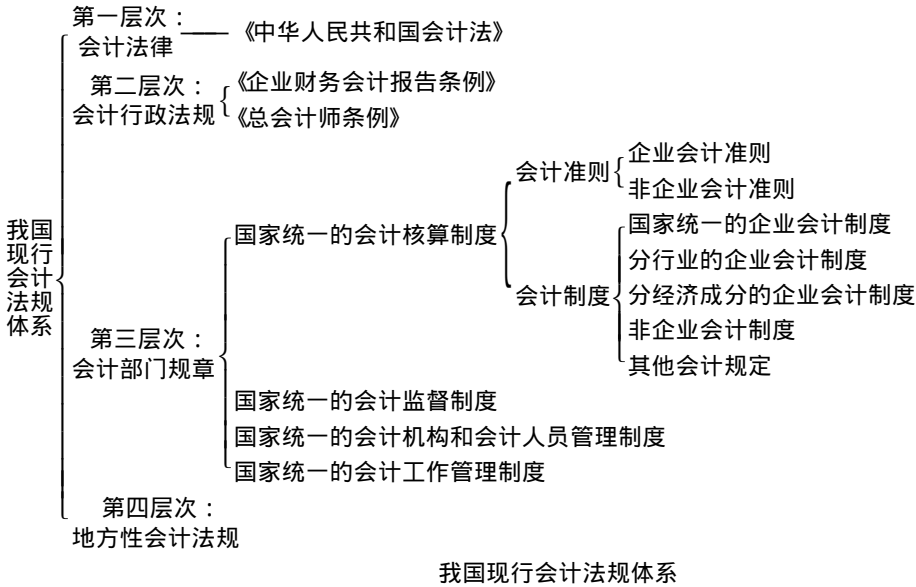 我国
现行
会计
法规
体系
第一层次：
会计法律
《中华人民共和国会计法》
第二层次：
会计行政法规
《企业财务会计报告条例》
《总会计师条例》
第三层次：
会计部门规章
国家统一的会计核算制度
会计准则
企业会计准则
非企业会计准则
会计制度
国家统一的企业会计制度
分行业的企业会计制度
分经济成分的企业会计制度
非企业会计制度
其他会计规定
国家统一的会计监督制度
国家统一的会计机构和会计人员管理制度
国家统一的会计工作管理制度
第四层次：
地方性会计法规
我国现行会计法规体系